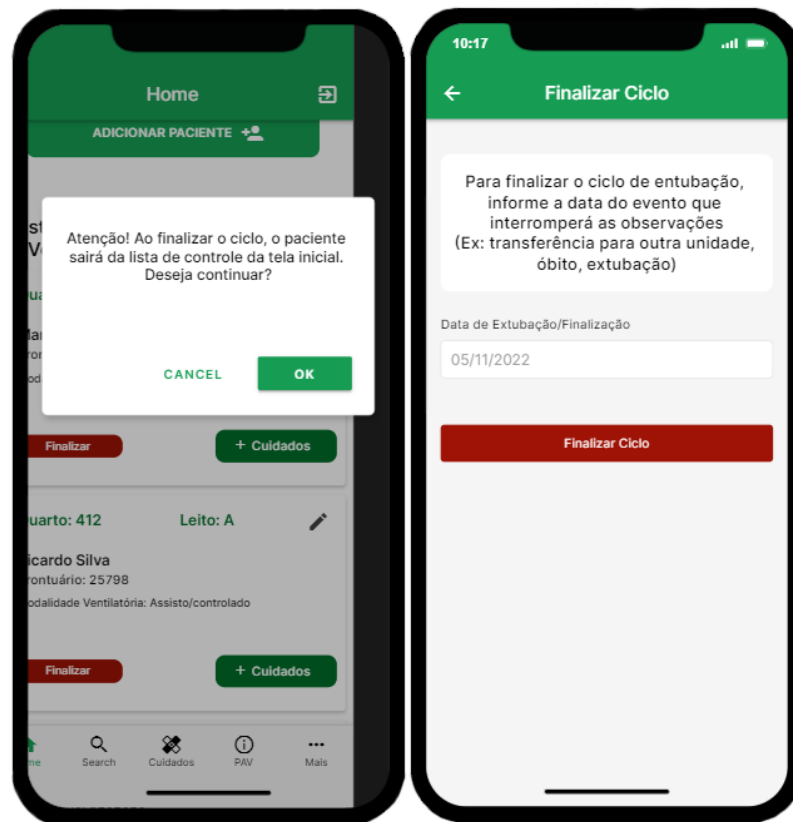 Home
ADICIONAR PACIENTE
Atenção! Ao finalizar o ciclo, o paciente
sairá da lista de controle da tela inicial.
Deseja continuar?
CANCEL
OK
Finalizar
+ Cuidados
uarto: 412
Leito: A
icardo Silva
rontuário: 25798
odalidade Ventilatória: Assisto/controlado
Finalizar
+ Cuidados
me
Search
Cuidados
PAV
Mais
10:17
Finalizar Ciclo
Para finalizar o ciclo de entubação,
informe a data do evento que
interromperá as observações
(Ex: transferência para outra unidade,
óbito, extubação)
Data de Extubação/Finalização
05/11/2022
Finalizar Ciclo